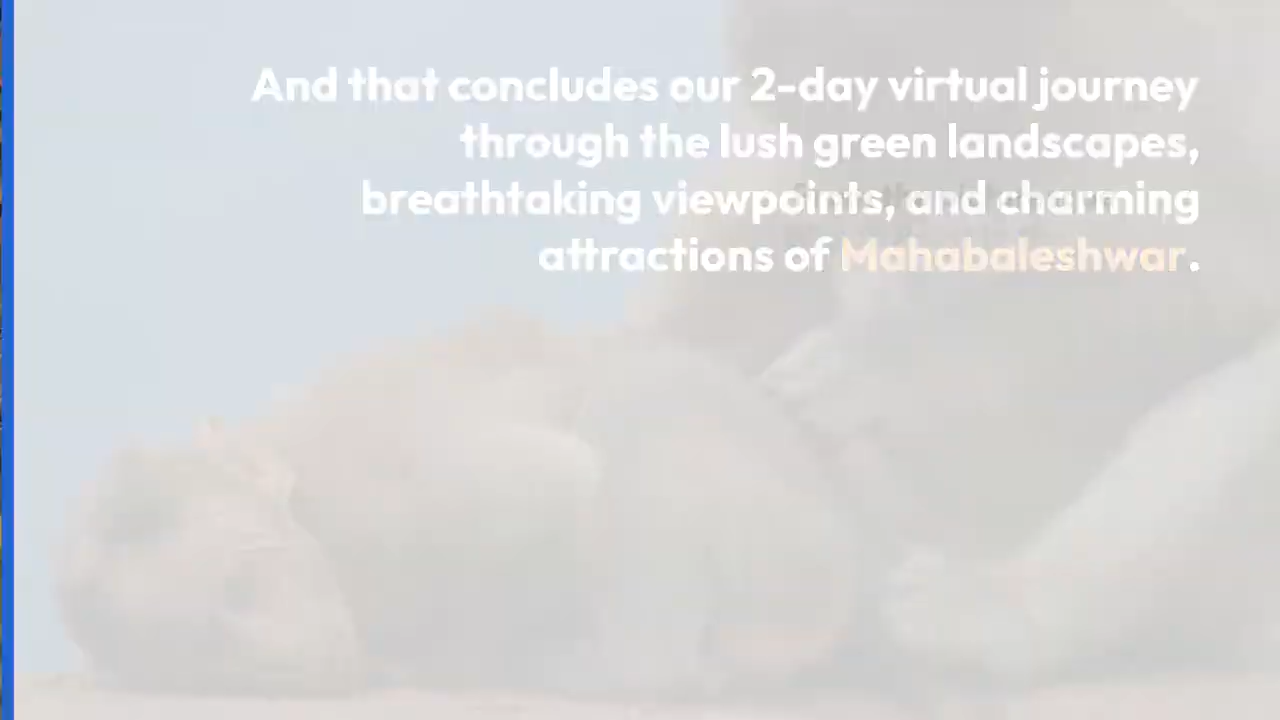 And that concludes our 2-day virtual journey
through the lush green landscapes,
breathtaking viewpoints, and charming
attractions of Mahabaleshwar.